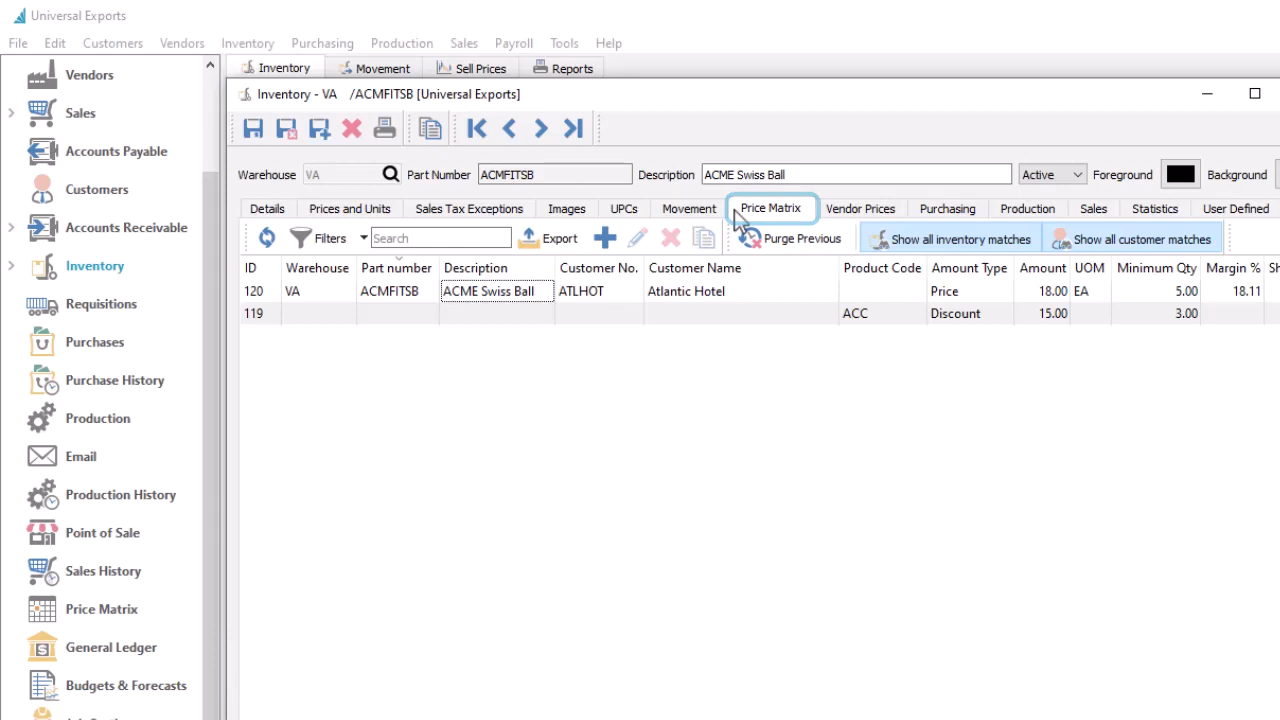 Universal Exports
File Edit Customers Vendors Inventory Purchasing Production Sales Payroll Tools Help
Vendors
Sales
Accounts Payable
Customers
Accounts Receivable
Inventory
Requisitions
Purchases
Purchase History
Production
Email
Production History
Point of Sale
Sales History
Price Matrix
General Ledger
Budgets & Forecasts
Inventory Movement Sell Prices Reports
Inventory - VA /ACMFITSB [Universal Exports]
Warehouse VA Part Number ACMFITSB Description ACME Swiss Ball Active Foreground Background
Details Prices and Units Sales Tax Exceptions Images UPCs Movement Price Matrix Vendor Prices Purchasing Production Sales Statistics User Defined
Filters Search Export Purge Previous Show all inventory matches Show all customer matches
ID Warehouse Part number Description Customer No. Customer Name Product Code Amount Type Amount UOM Minimum Qty Margin %
120 VA ACMFITSB ACME Swiss Ball ATLHOT Atlantic Hotel Price 18.00 EA 5.00 18.11
119 ACC Discount 15.00 3.00